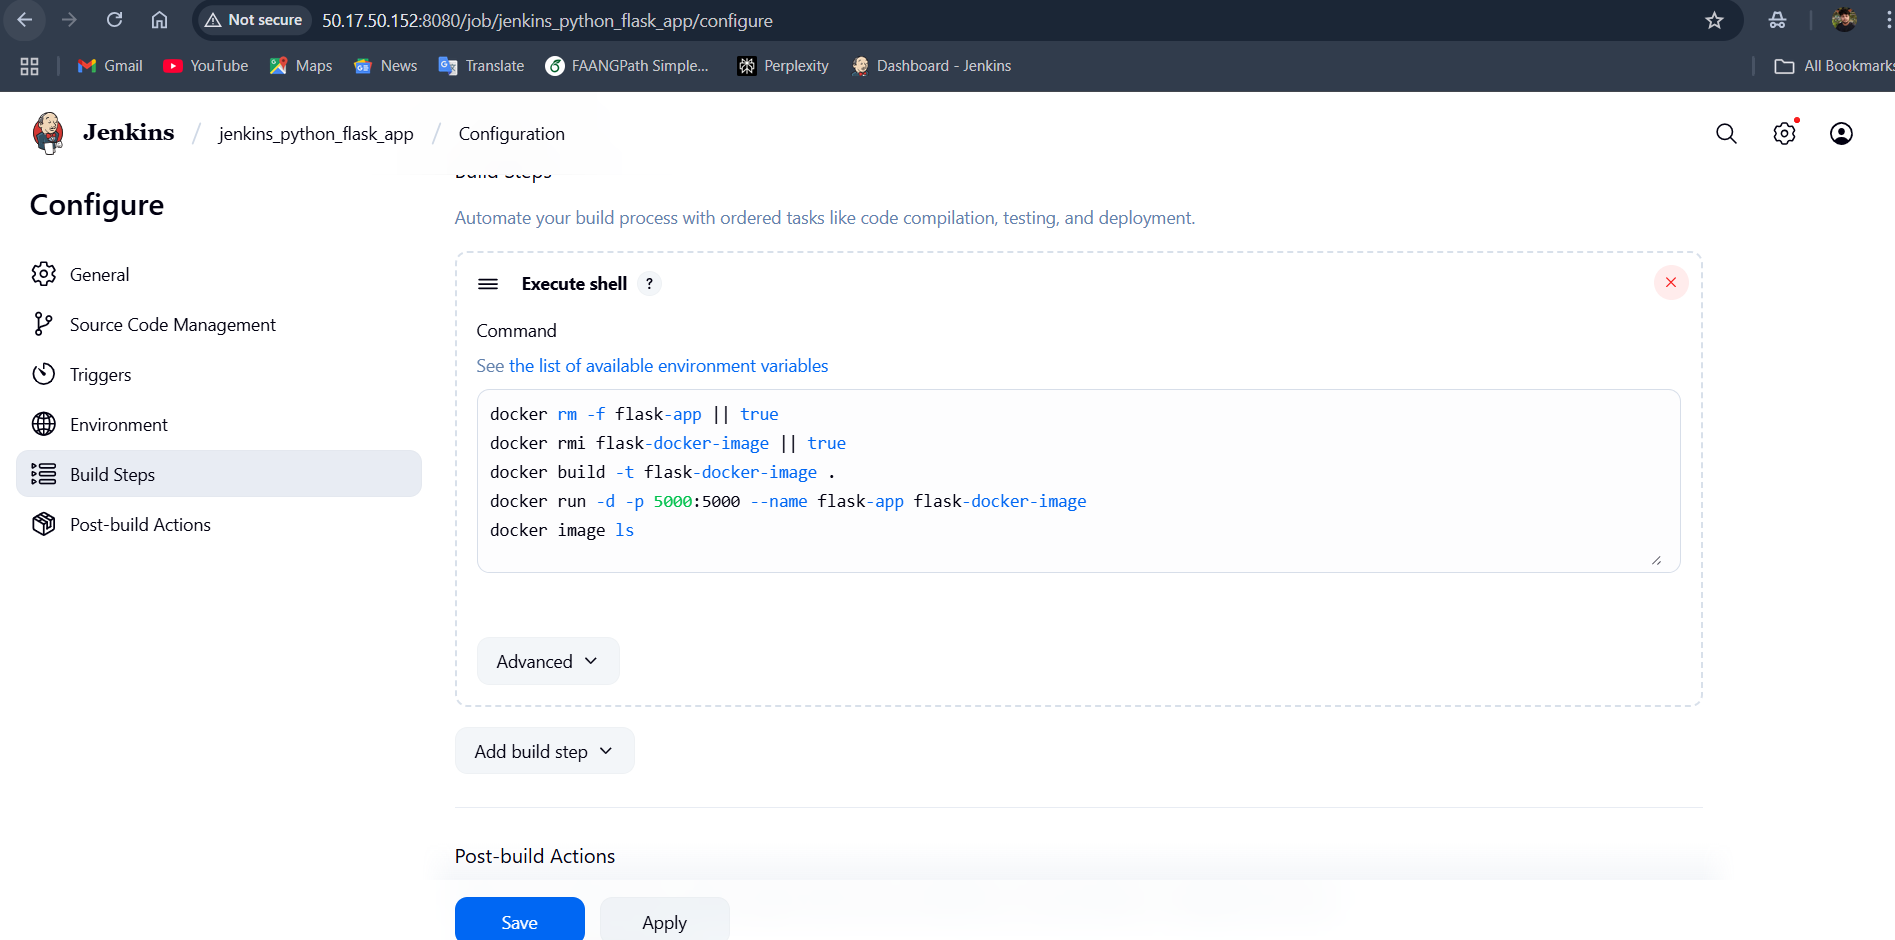 Not secure 50.17.50.152:8080/job/jenkins_python_flask_app/configure
Gmail YouTube Maps News Translate FAANGPath Simple... Perplexity Dashboard - Jenkins All Bookmarks
Jenkins / jenkins_python_flask_app / Configuration
Configure
General
Source Code Management
Triggers
Environment
Build Steps
Post-build Actions
Build Steps
Automate your build process with ordered tasks like code compilation, testing, and deployment.
Execute shell ?
Command
See the list of available environment variables
docker rm -f flask-app || true
docker rmi flask-docker-image || true
docker build -t flask-docker-image .
docker run -d -p 5000:5000 --name flask-app flask-docker-image
docker image ls
Advanced
Add build step
Post-build Actions
Save Apply